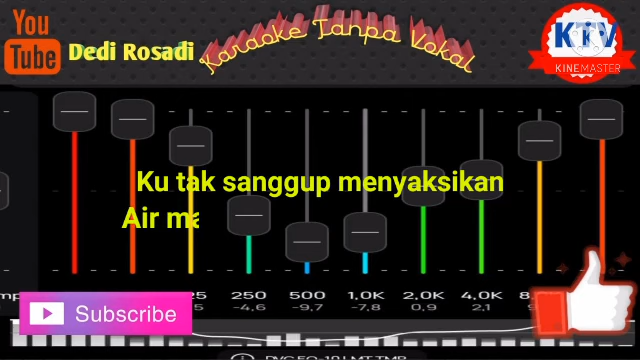 You
Tube
Dedi Rosadi
Karaoke Tanpa Vokal
KTV
KINEMASTER
Ku tak sanggup menyaksikan
Air ma
250 500 1,0K 2,0K 4,0K
-4,6 -9,7 -7,8 0,9 2,1
Subscribe